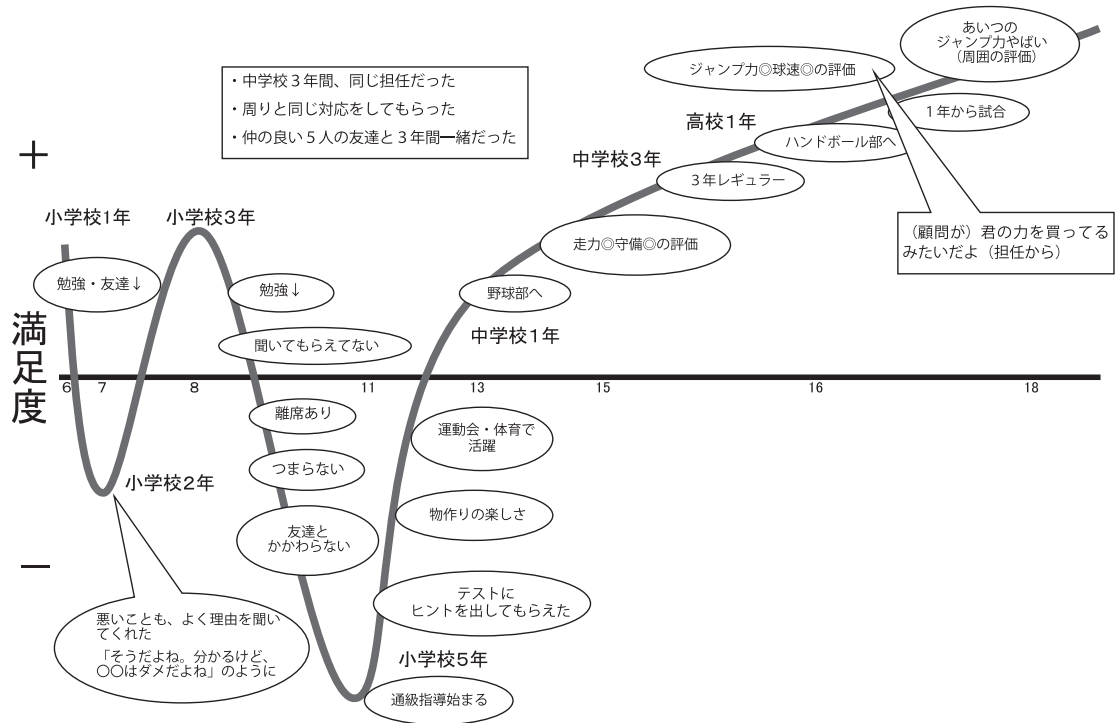 あいつの
ジャンプ力やばい
（周囲の評価）
ジャンプ力◎球速◎の評価
・中学校３年間、同じ担任だった
・周りと同じ対応をしてもらった
・仲の良い５人の友達と３年間一緒だった
１年から試合
高校1年
ハンドボール部へ
＋
中学校3年
３年レギュラー
小学校1年
小学校3年
（顧問が）君の力を買ってる
みたいだよ（担任から）
走力◎守備◎の評価
勉強・友達↓
勉強↓
野球部へ
満足度
聞いてもらえてない
中学校1年
6
7
8
11
13
15
16
18
離席あり
運動会・体育で
活躍
つまらない
小学校2年
物作りの楽しさ
友達と
かかわらない
－
テストに
ヒントを出してもらえた
悪いことも、よく理由を聞い
てくれた
「そうだよね。分かるけど、
〇〇はダメだよね」のように
小学校5年
通級指導始まる